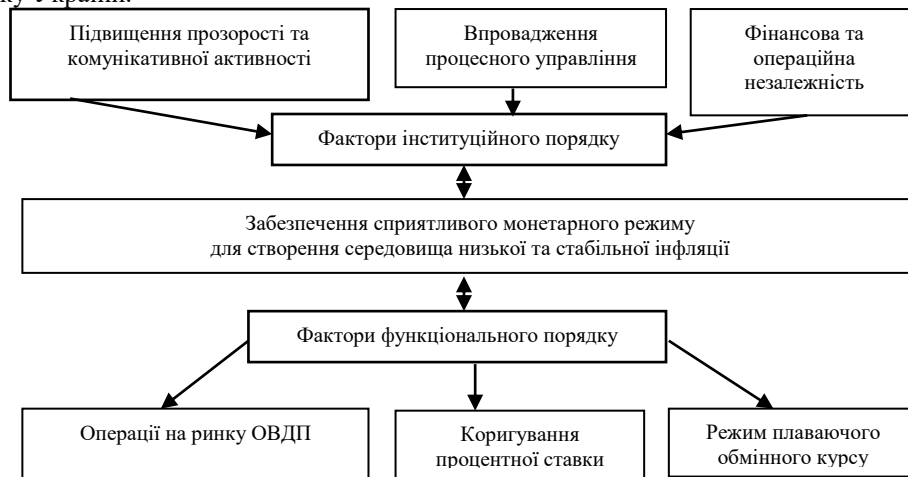 Підвищення прозорості та
комунікативної активності
Впровадження
процесного управління
Фінансова та
операційна
незалежність
Фактори інституційного порядку
Забезпечення сприятливого монетарного режиму
для створення середовища низької та стабільної інфляції
Фактори функціонального порядку
Операції на ринку ОВДП
Коригування
процентної ставки
Режим плаваючого
обмінного курсу